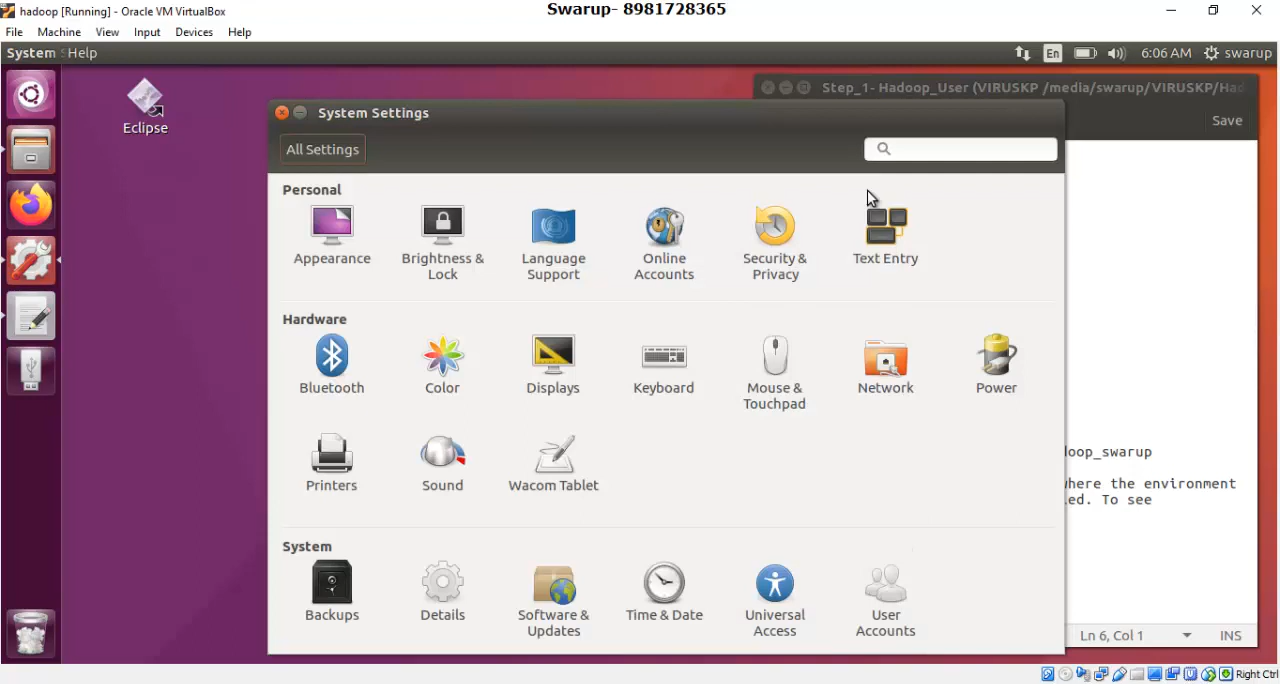 hadoop [Running] - Oracle VM VirtualBox
Swarup- 8981728365
File Machine View Input Devices Help
System Help
En
6:06 AM
swarup
Step_1- Hadoop_User (VIRUSKP /media/swarup/VIRUSKP/Had
Save
Eclipse
System Settings
All Settings
Personal
Appearance
Brightness & Lock
Language Support
Online Accounts
Security & Privacy
Text Entry
Hardware
Bluetooth
Color
Displays
Keyboard
Mouse & Touchpad
Network
Power
Printers
Sound
Wacom Tablet
System
Backups
Details
Software & Updates
Time & Date
Universal Access
User Accounts
oop_swarup
where the environment
ed. To see
Ln 6, Col 1
INS
Right Ctrl